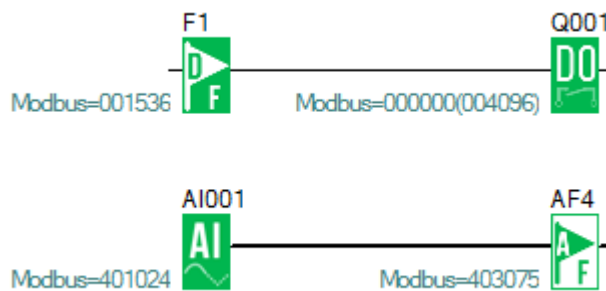 F1
Q001
D
F
DO
Modbus=001536
Modbus=000000(004096)
AI001
AF4
AI
A
F
Modbus=401024
Modbus=403075